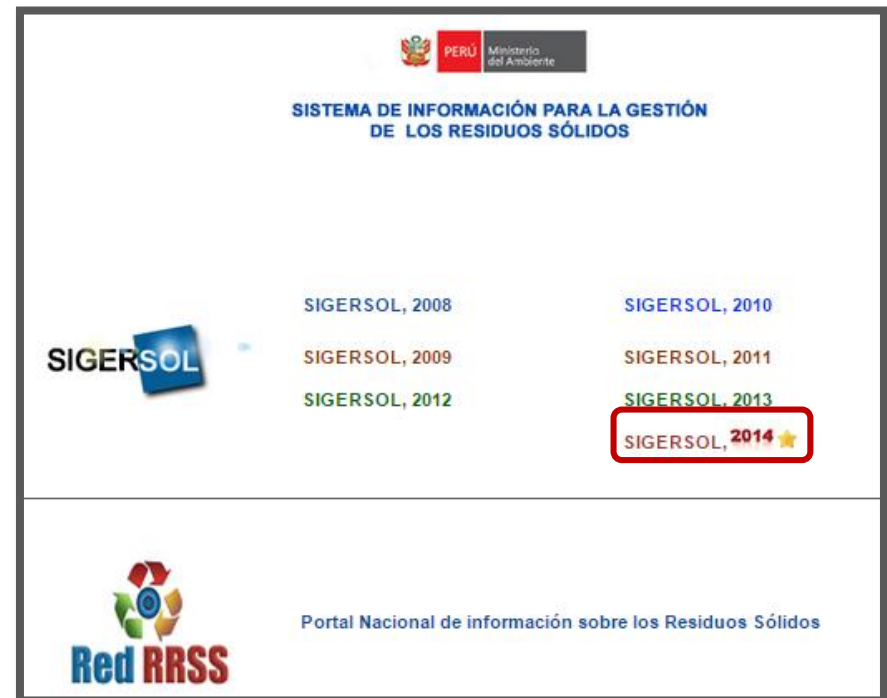 PERÚ
Ministerio
del Ambiente
SISTEMA DE INFORMACIÓN PARA LA GESTIÓN
DE LOS RESIDUOS SÓLIDOS
SIGERSOL
SIGERSOL, 2008
SIGERSOL, 2010
SIGERSOL, 2009
SIGERSOL, 2011
SIGERSOL, 2012
SIGERSOL, 2013
SIGERSOL, 2014
Red RRSS
Portal Nacional de información sobre los Residuos Sólidos